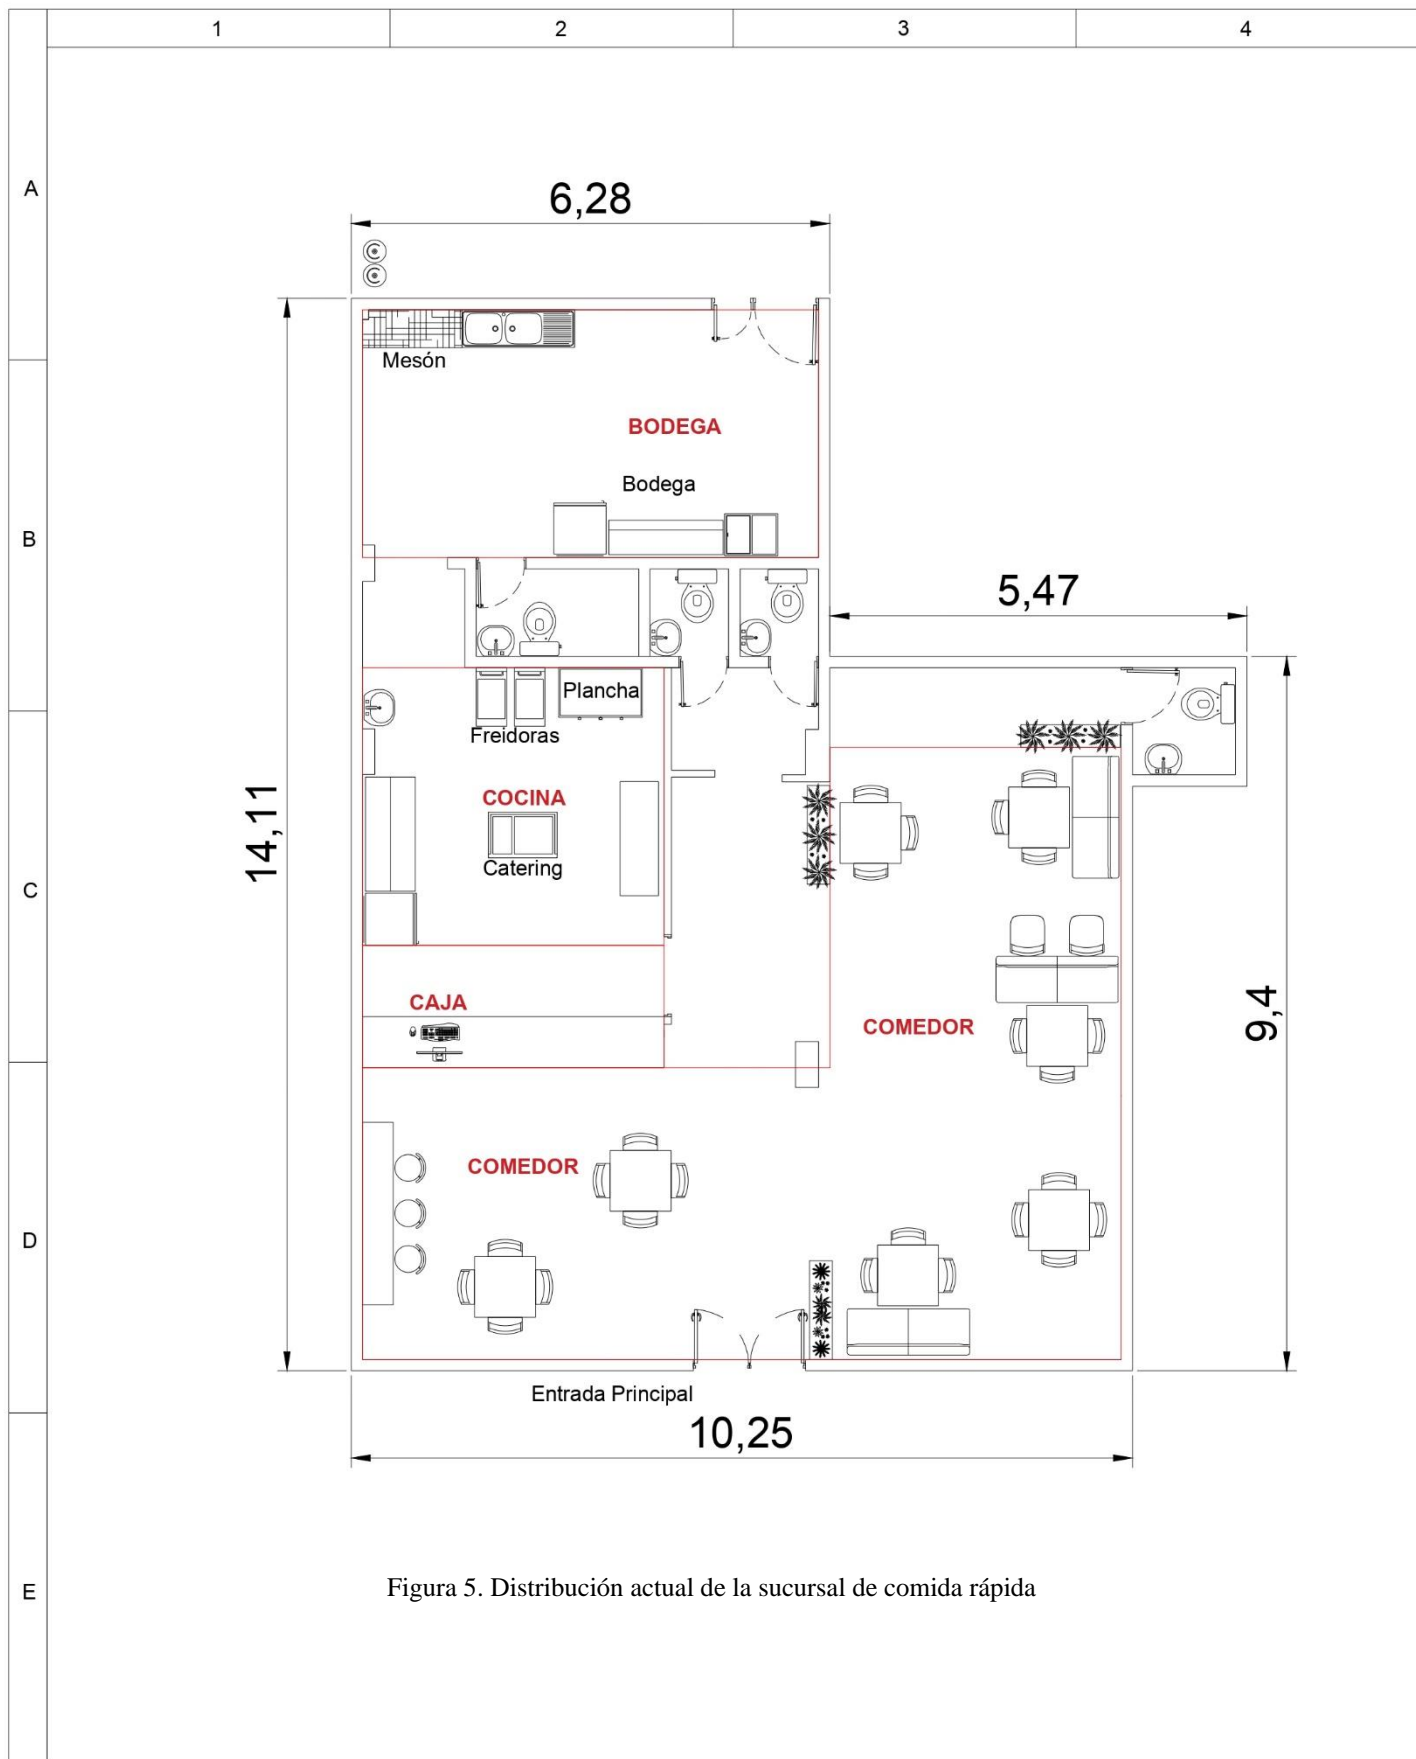 1 2 3 4
A
6,28
Mesón
BODEGA
Bodega
B
5,47
Plancha
Freidoras
COCINA
14,11
Catering
C
CAJA
COMEDOR
9,4
COMEDOR
D
Entrada Principal
10,25
E
Figura 5. Distribución actual de la sucursal de comida rápida